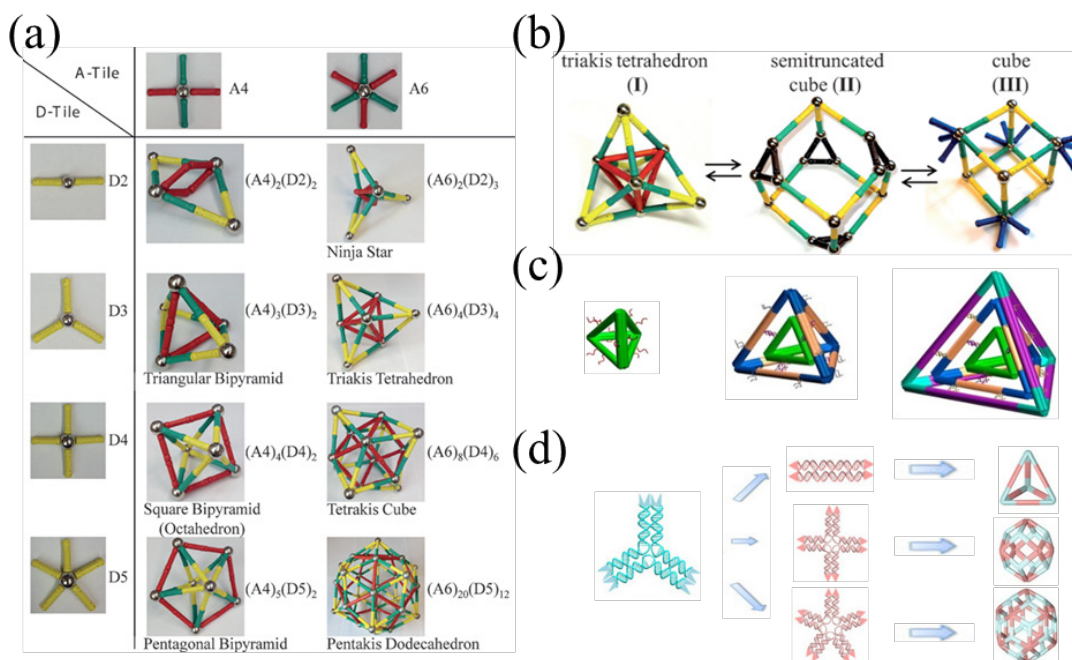 (a)
A-Tile
D-Tile
A4
A6
D2
(A4)₂(D2)₂
(A6)₂(D2)₃
Ninja Star
D3
(A4)₃(D3)₂
(A6)₄(D3)₄
Triangular Bipyramid
Triakis Tetrahedron
D4
(A4)₄(D4)₂
(A6)₈(D4)₆
Square Bipyramid
(Octahedron)
Tetrakis Cube
D5
(A4)₅(D5)₂
(A6)₂₀(D5)₁₂
Pentagonal Bipyramid
Pentakis Dodecahedron
(b)
triakis tetrahedron
(I)
semitruncated
cube (II)
cube
(III)
(c)
(d)